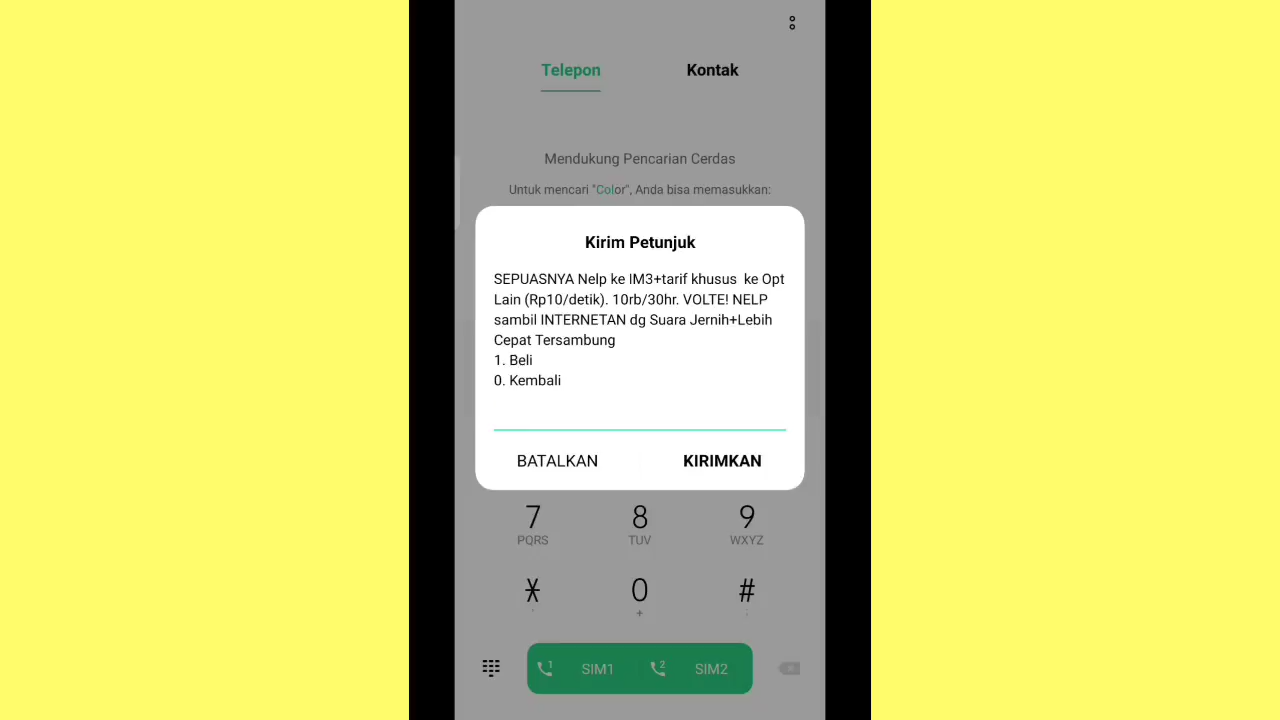 Telepon
Kontak
Mendukung Pencarian Cerdas
Untuk mencari "Color", Anda bisa memasukkan:
Kirim Petunjuk
SEPUASNYA Nelp ke IM3+tarif khusus  ke Opt
Lain (Rp10/detik). 10rb/30hr. VOLTE! NELP
sambil INTERNETAN dg Suara Jernih+Lebih
Cepat Tersambung
1. Beli
0. Kembali
BATALKAN
KIRIMKAN
7 8 9
PQRS TUV WXYZ
* 0 #
' + ;
1 SIM1 2 SIM2